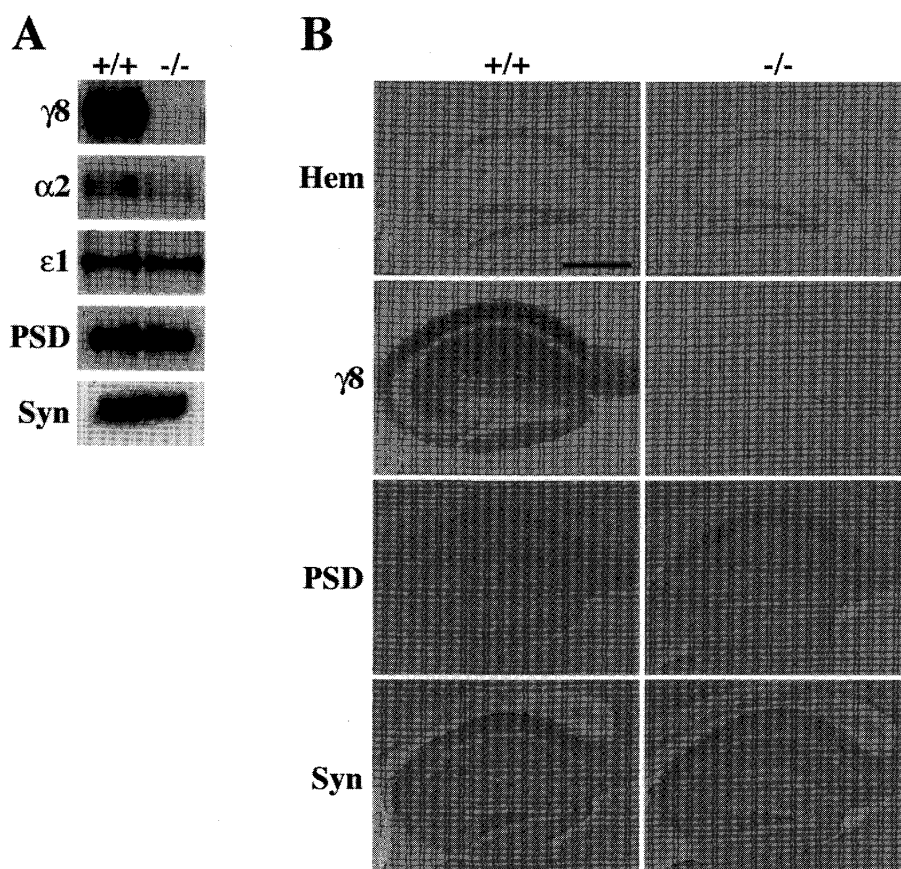 A
+/+ -/-
γ8
α2
ε1
PSD
Syn
B
+/+ -/-
Hem
γ8
PSD
Syn